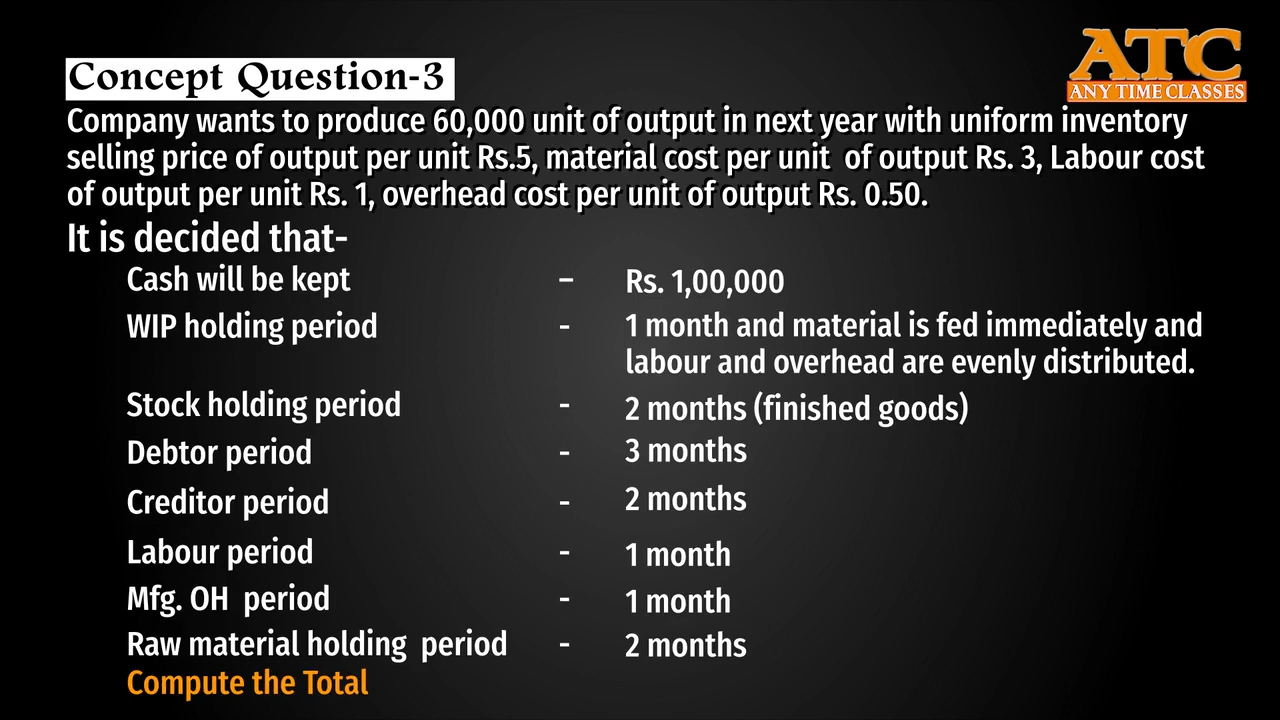 ATC
ANY TIME CLASSES
Concept Question-3
Company wants to produce 60,000 unit of output in next year with uniform inventory
selling price of output per unit Rs.5, material cost per unit of output Rs. 3, Labour cost
of output per unit Rs. 1, overhead cost per unit of output Rs. 0.50.
It is decided that-
Cash will be kept – Rs. 1,00,000
WIP holding period - 1 month and material is fed immediately and
labour and overhead are evenly distributed.
Stock holding period - 2 months (finished goods)
Debtor period - 3 months
Creditor period - 2 months
Labour period - 1 month
Mfg. OH period - 1 month
Raw material holding period - 2 months
Compute the Total